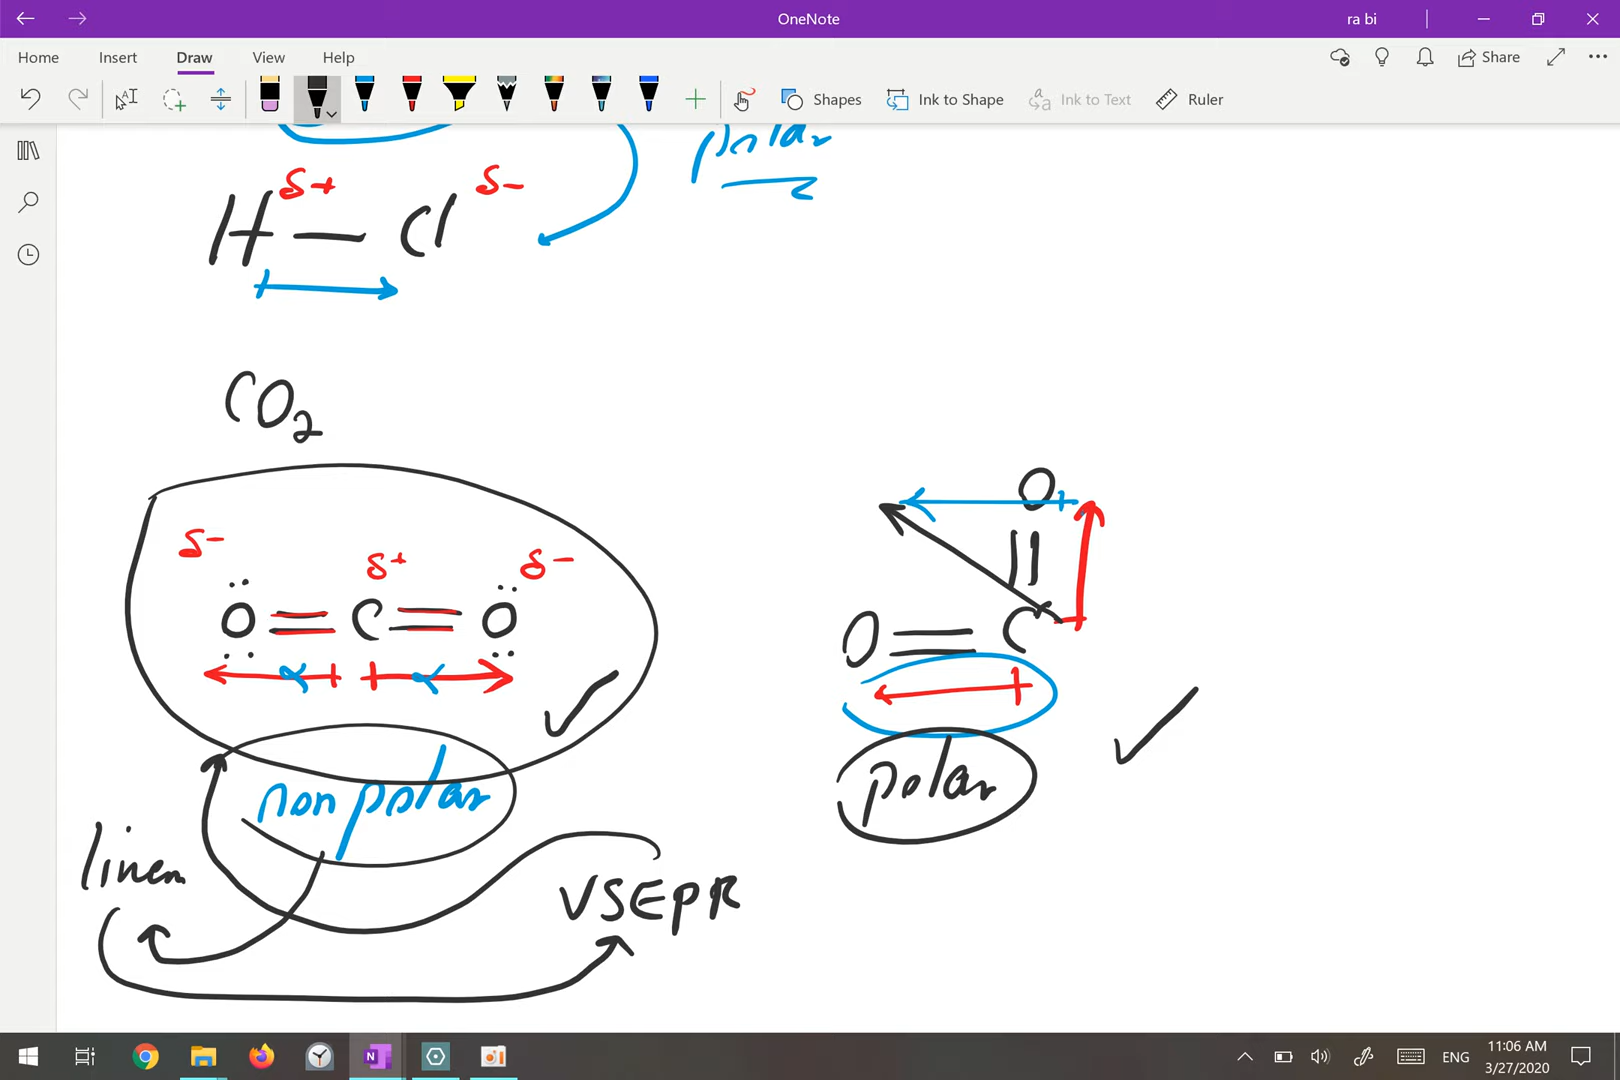 OneNote
ra bi
Home Insert Draw View Help
Share
Shapes
Ink to Shape
Ink to Text
Ruler
polar
δ+ δ-
H — Cl
CO2
δ- δ+ δ-
O = C = O
non polar
linear
VSEPR
O
||
O = C
polar
ENG
11:06 AM
3/27/2020